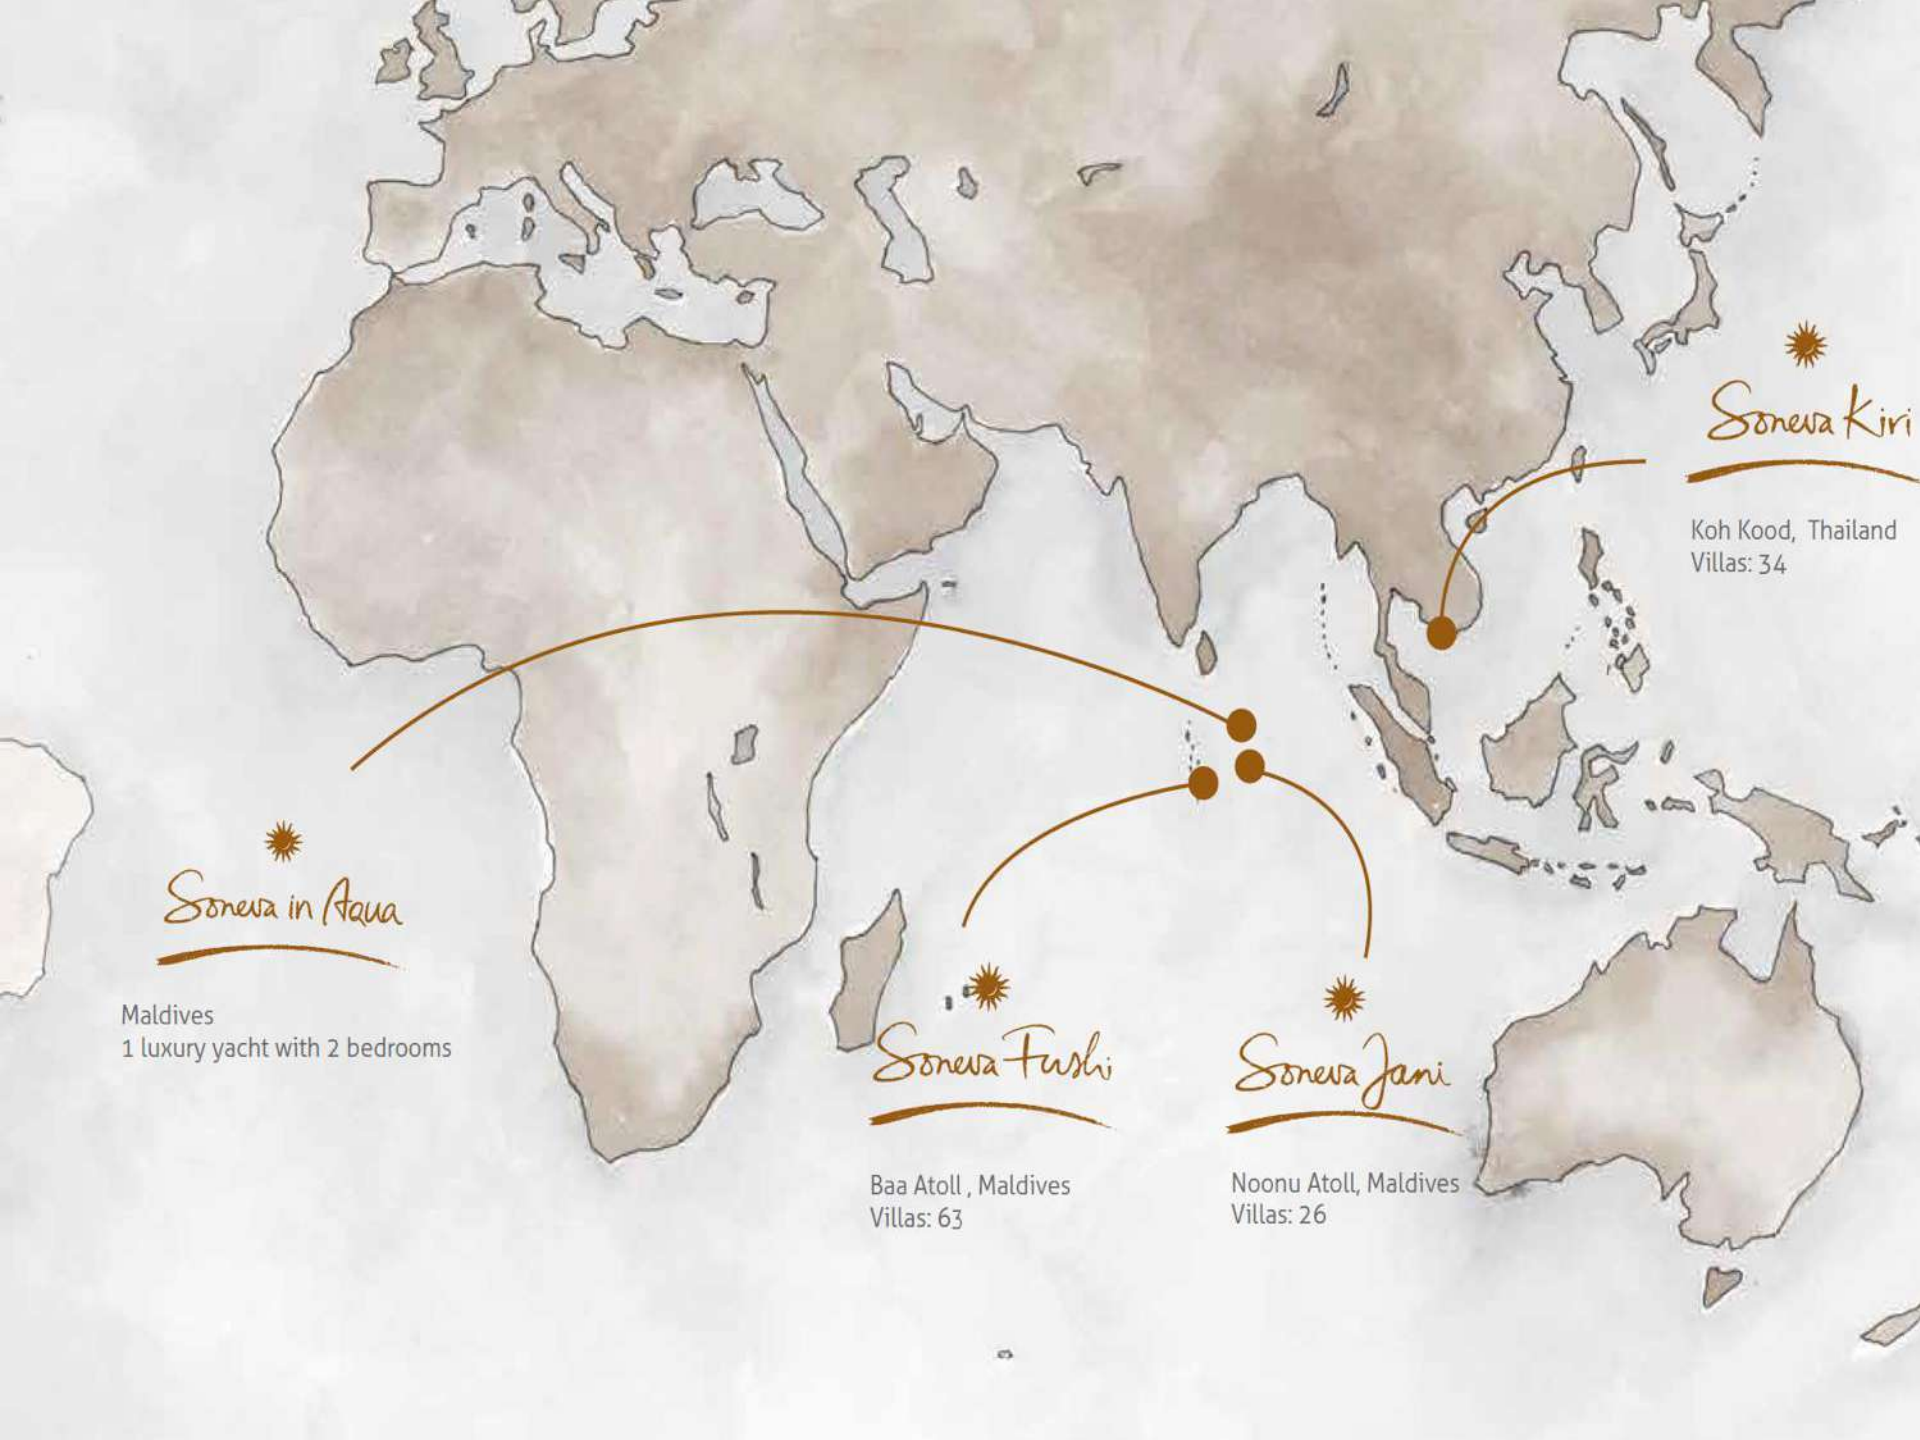 Soneva Kiri
Koh Kood, Thailand
Villas: 34
Soneva in Aqua
Maldives
1 luxury yacht with 2 bedrooms
Soneva Fushi
Baa Atoll , Maldives
Villas: 63
Soneva Jani
Noonu Atoll, Maldives
Villas: 26